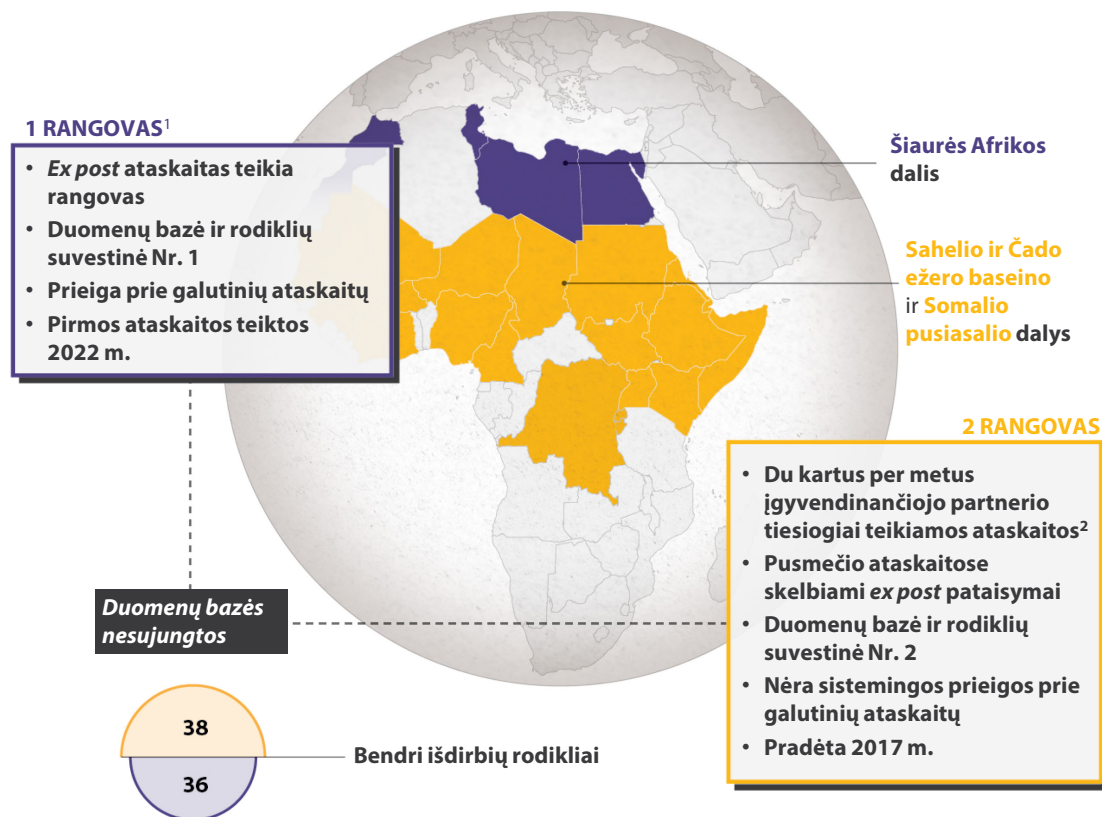 1 RANGOVAS¹
• Ex post ataskaitas teikia
rangovas
• Duomenų bazė ir rodiklių
suvestinė Nr. 1
• Prieiga prie galutinių ataskaitų
• Pirmos ataskaitos teiktos
2022 m.
Šiaurės Afrikos
dalis
Sahelio ir Čado
ežero baseino
ir Somalio
pusiasalio dalys
2 RANGOVAS
• Du kartus per metus
įgyvendinančiojo partnerio
tiesiogiai teikiamos ataskaitos²
• Pusmečio ataskaitose
skelbiami ex post pataisymai
• Duomenų bazė ir rodiklių
suvestinė Nr. 2
• Nėra sistemingos prieigos prie
galutinių ataskaitų
• Pradėta 2017 m.
Duomenų bazės
nesujungtos
38
36
Bendri išdirbių rodikliai